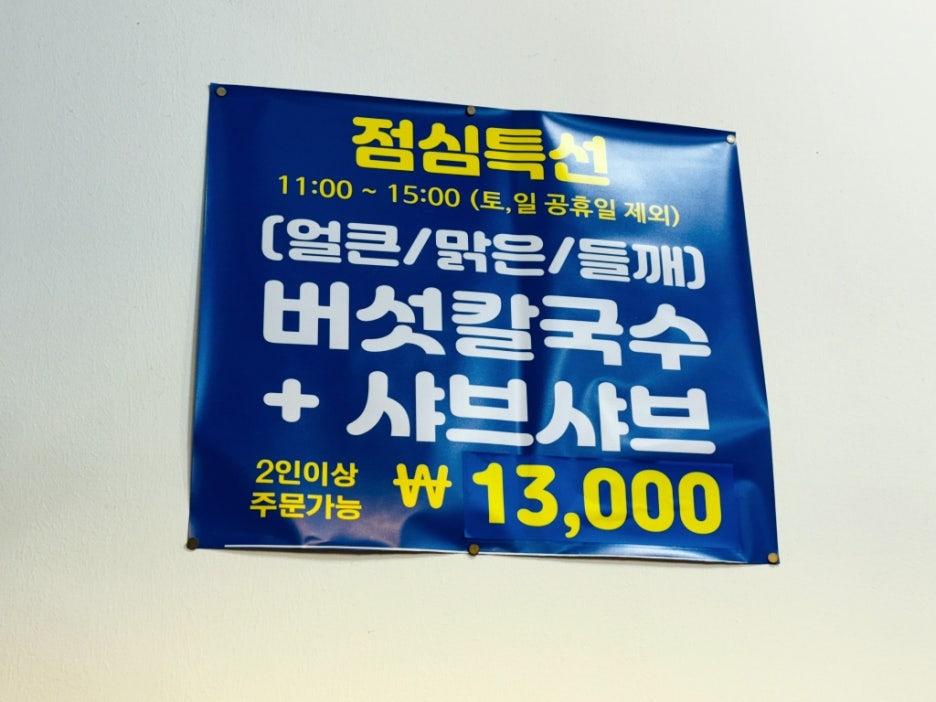 점심특선
11:00 ~ 15:00 (토,일 공휴일 제외)
(얼큰/맑은/들깨)
버섯칼국수
+ 샤브샤브
2인이상
주문가능
₩ 13,000